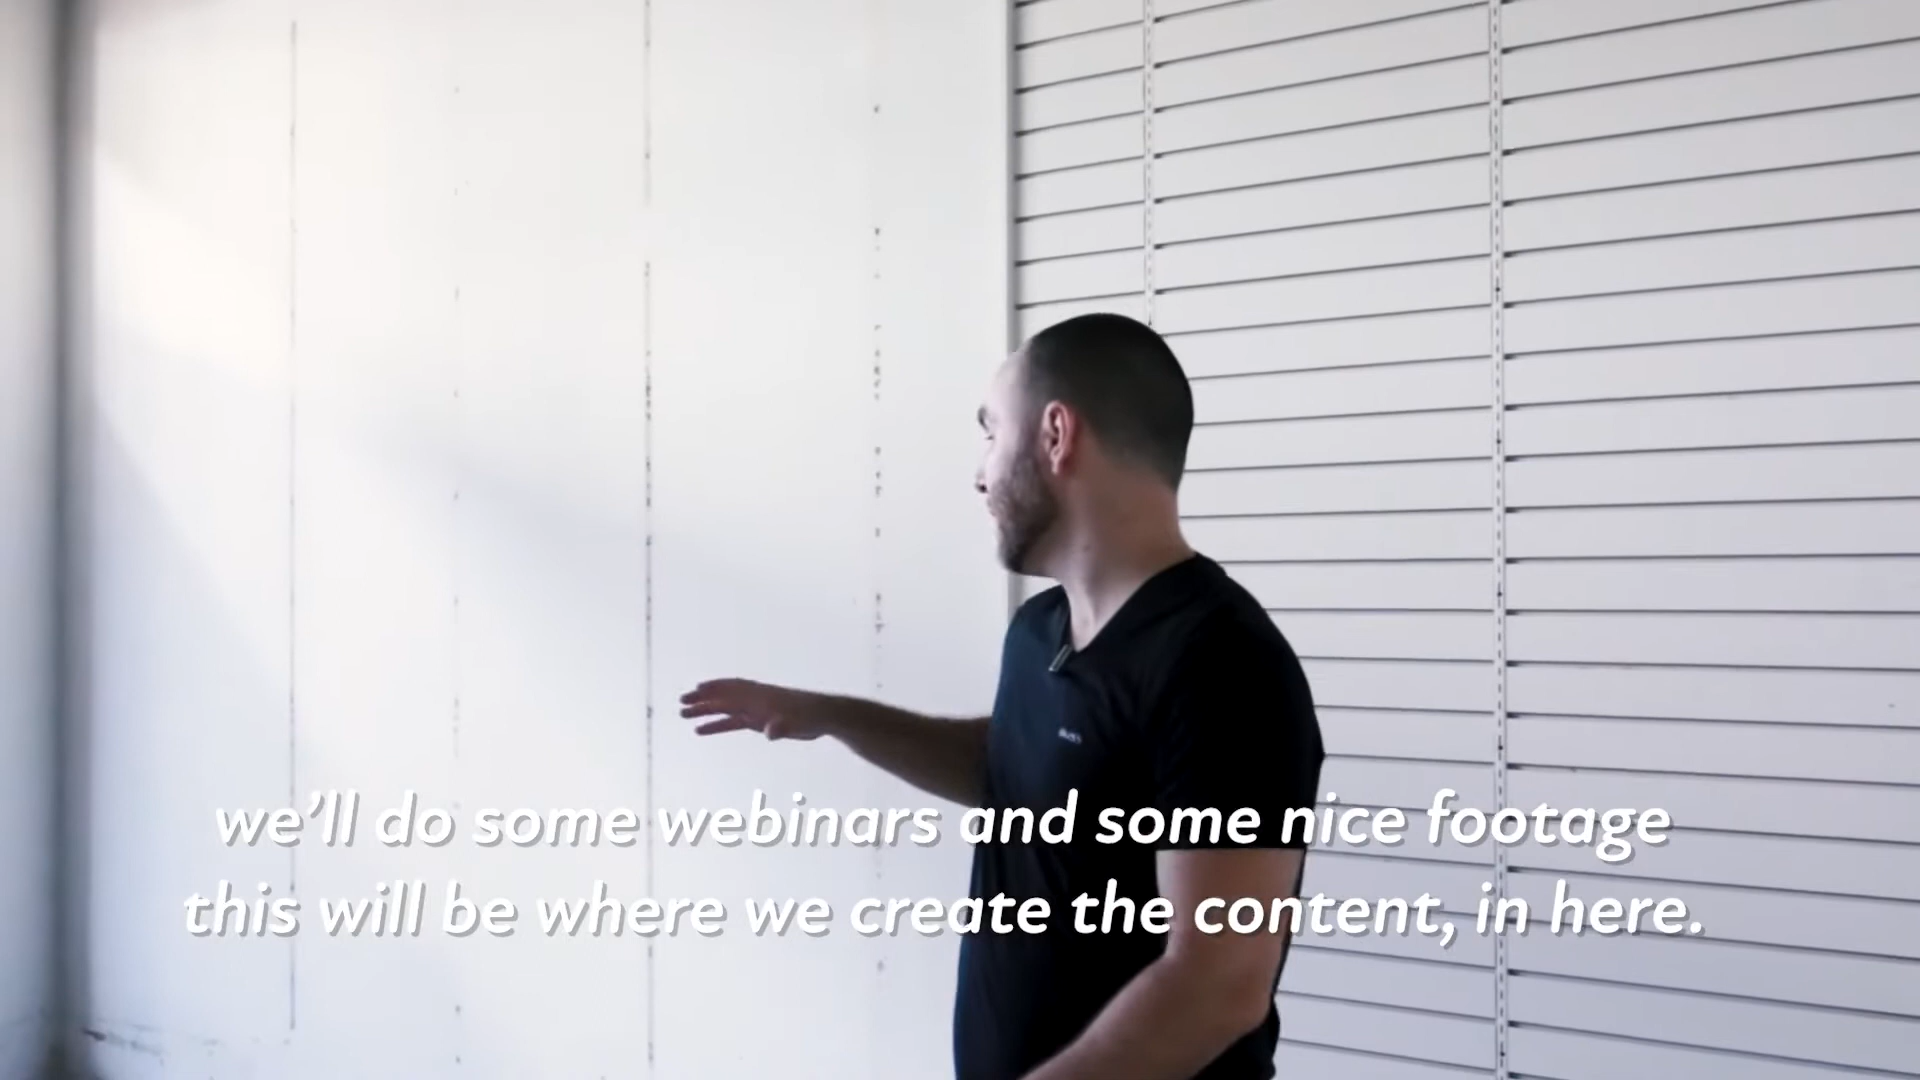 we'll do some webinars and some nice footage
this will be where we create the content, in here.